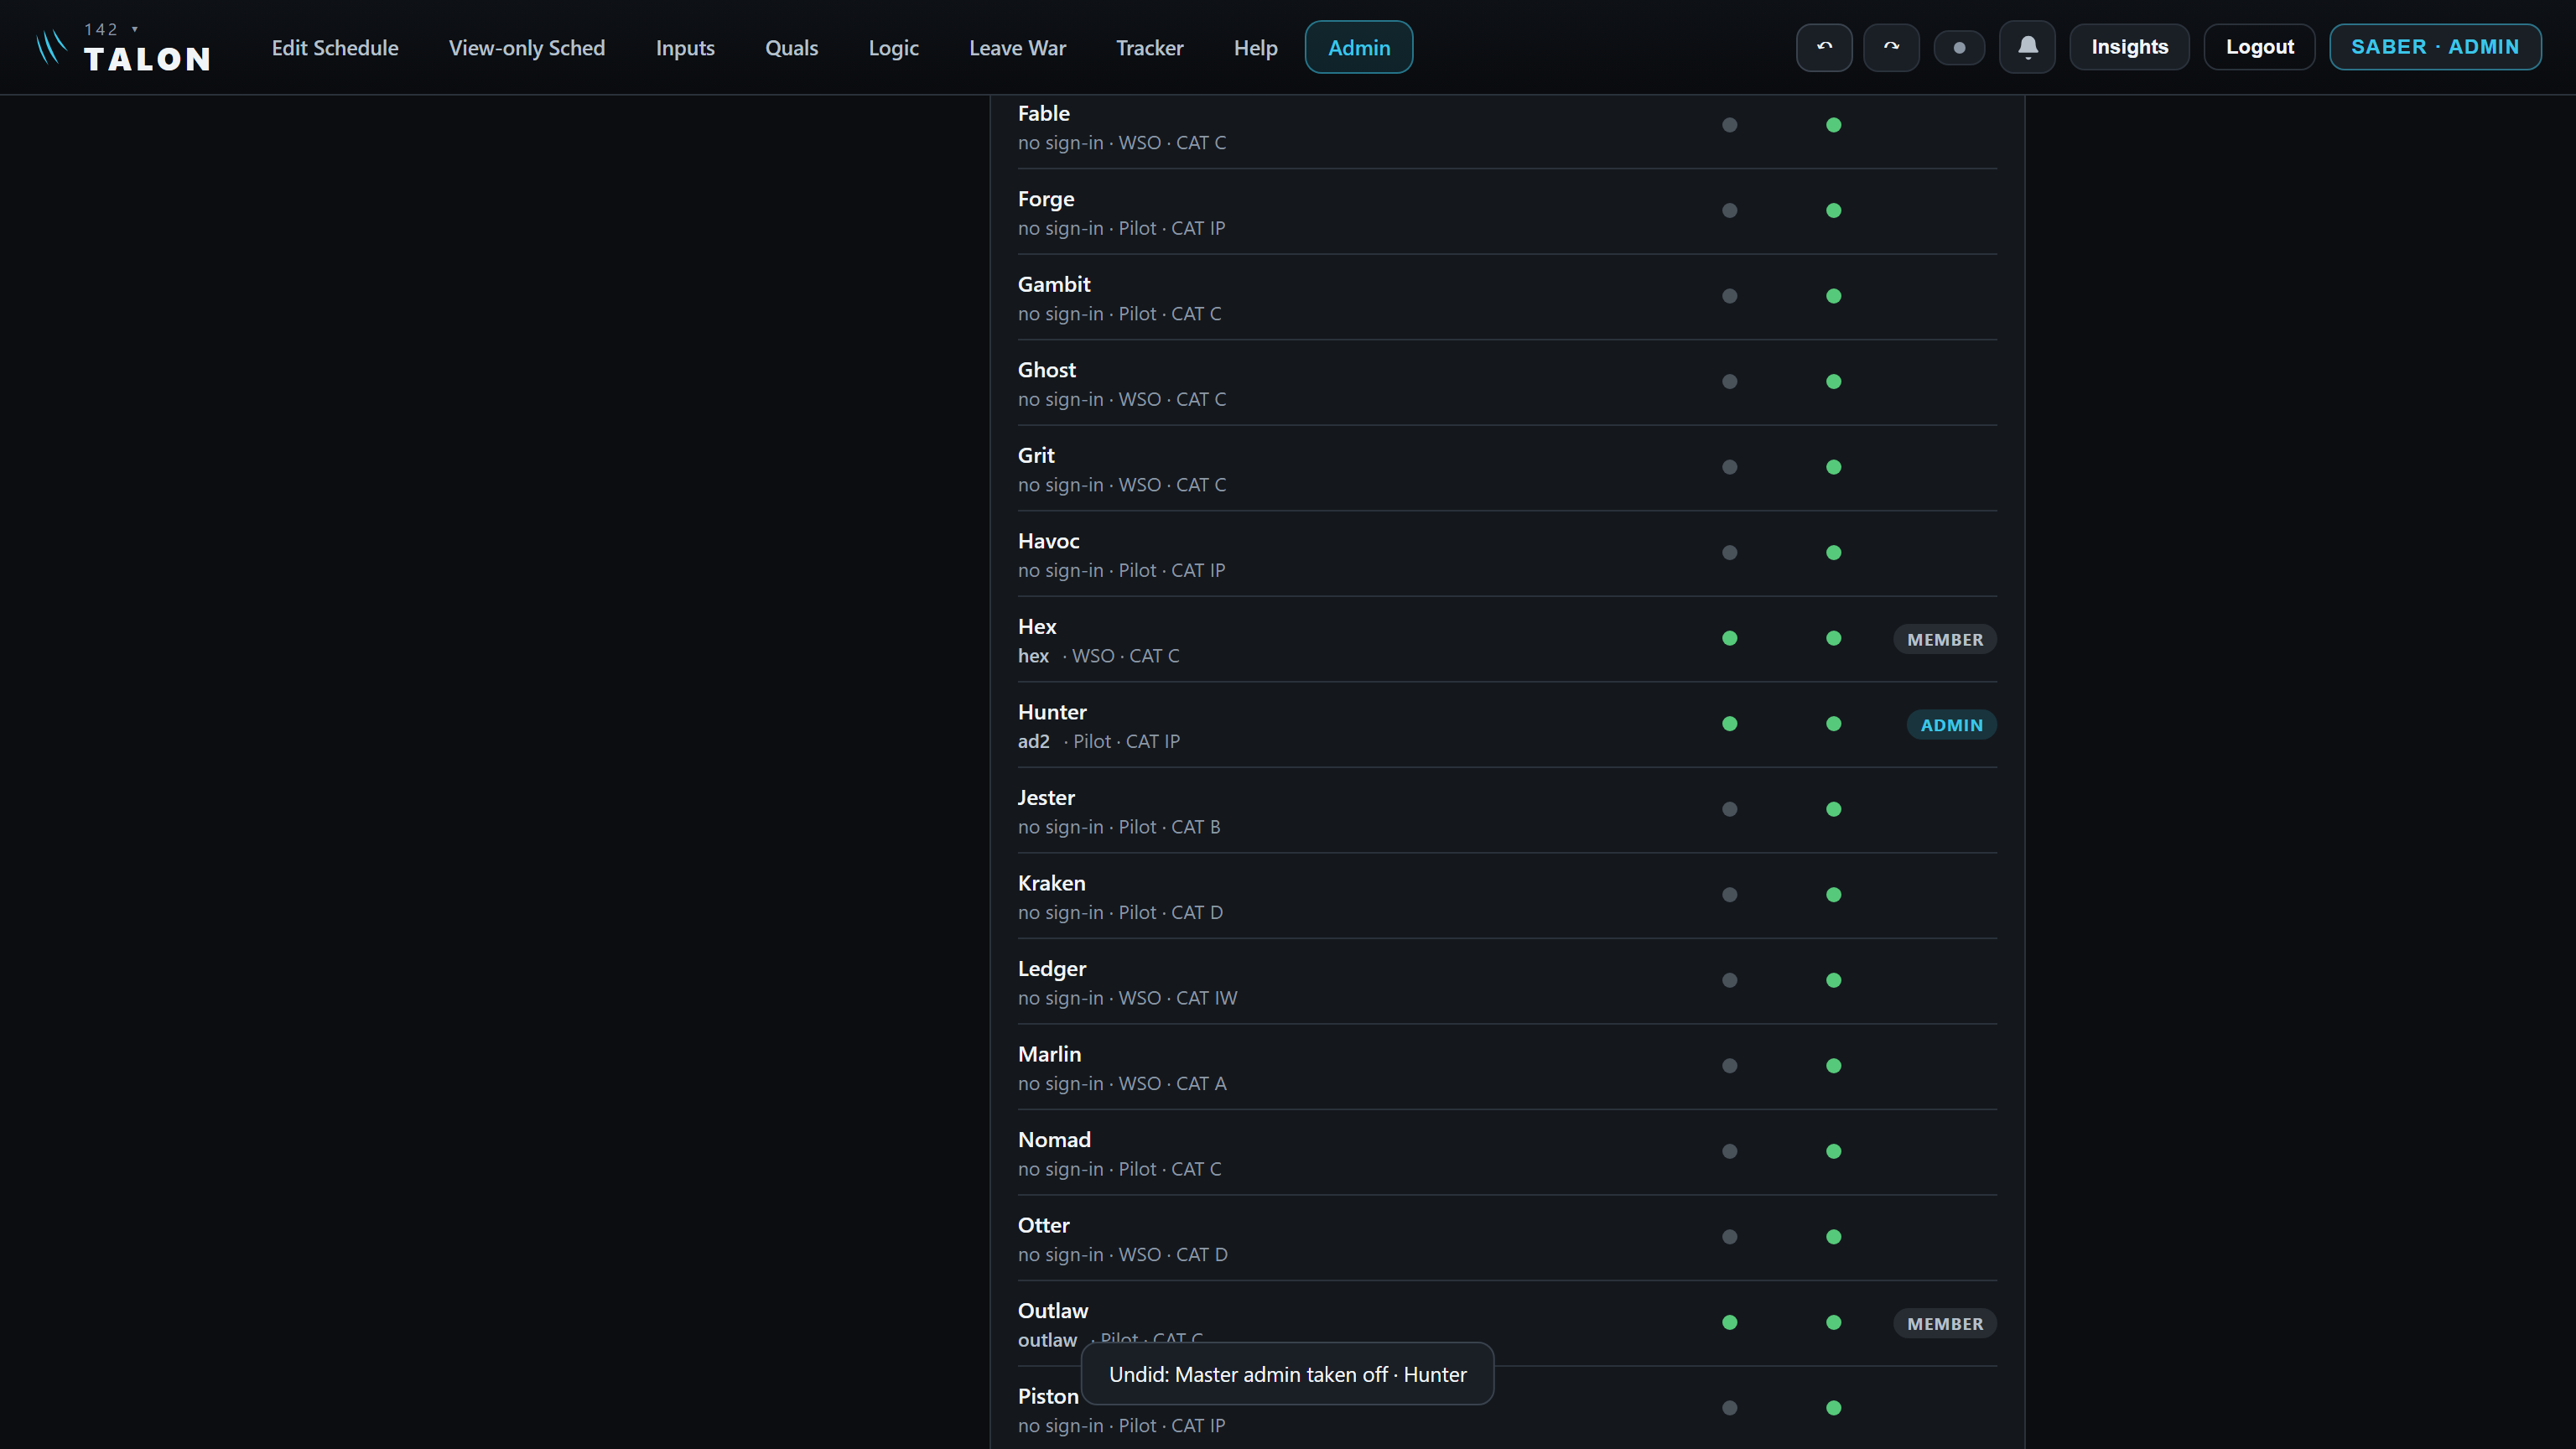 142 ▾
TALON
Edit Schedule
View-only Sched
Inputs
Quals
Logic
Leave War
Tracker
Help
Admin
Insights
Logout
SABER · ADMIN
Fable
no sign-in · WSO · CAT C
Forge
no sign-in · Pilot · CAT IP
Gambit
no sign-in · Pilot · CAT C
Ghost
no sign-in · WSO · CAT C
Grit
no sign-in · WSO · CAT C
Havoc
no sign-in · Pilot · CAT IP
Hex
hex · WSO · CAT C
MEMBER
Hunter
ad2 · Pilot · CAT IP
ADMIN
Jester
no sign-in · Pilot · CAT B
Kraken
no sign-in · Pilot · CAT D
Ledger
no sign-in · WSO · CAT IW
Marlin
no sign-in · WSO · CAT A
Nomad
no sign-in · Pilot · CAT C
Otter
no sign-in · WSO · CAT D
Outlaw
outlaw · Pilot · CAT C
MEMBER
Undid: Master admin taken off · Hunter
Piston
no sign-in · Pilot · CAT IP